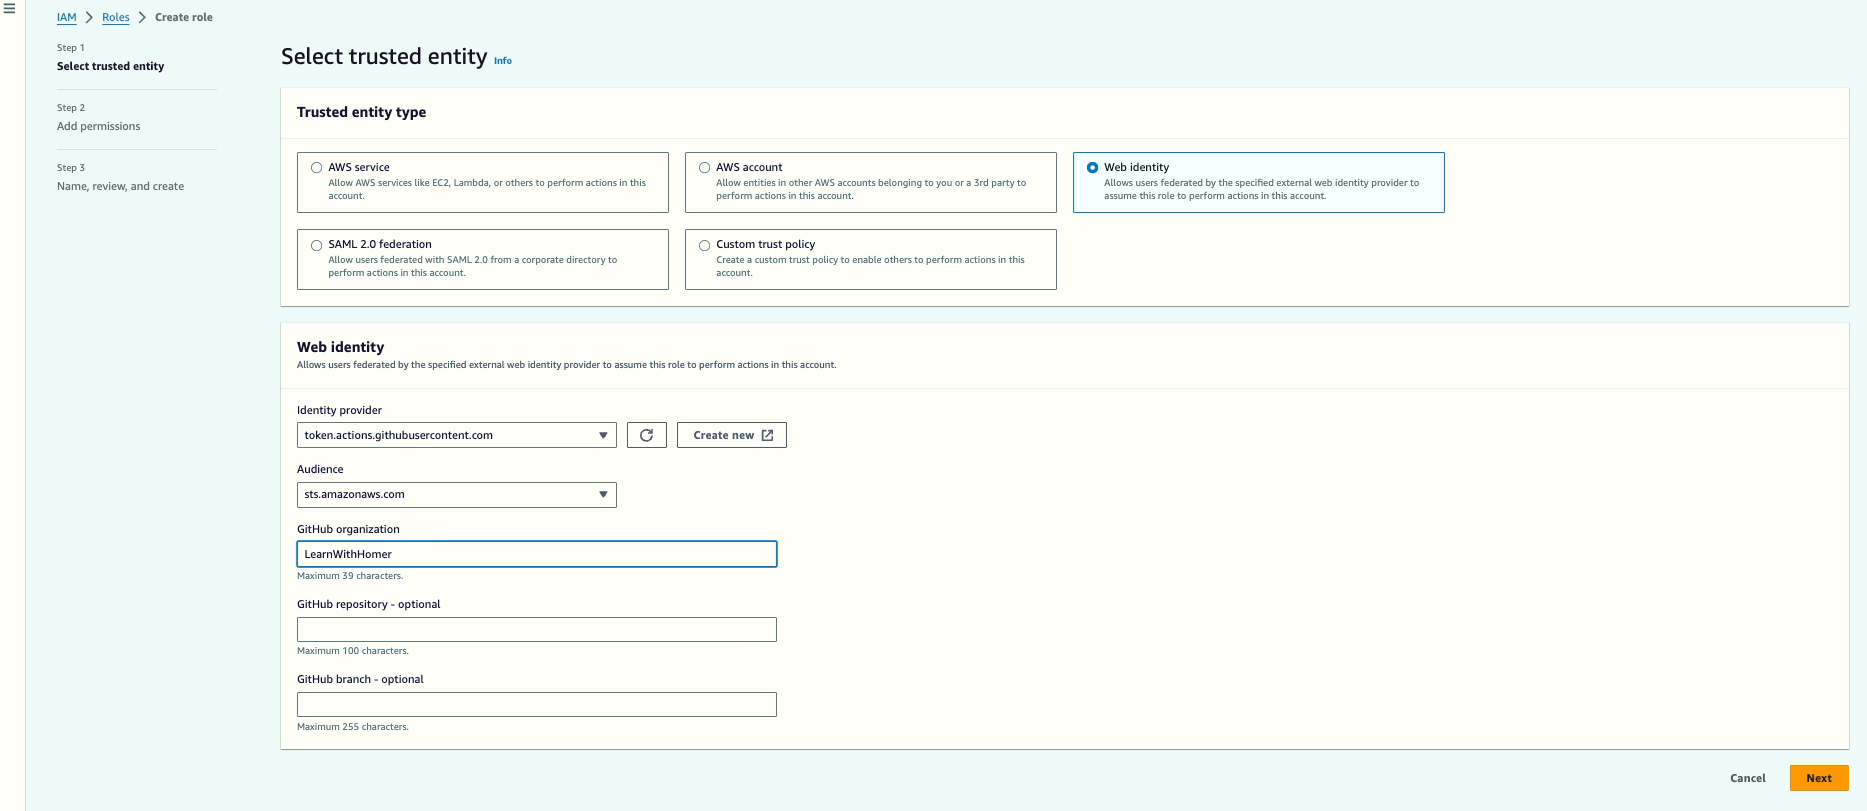 IAM > Roles > Create role
Step 1
Select trusted entity
Step 2
Add permissions
Step 3
Name, review, and create
Select trusted entity Info
Trusted entity type
AWS service
Allow AWS services like EC2, Lambda, or others to perform actions in this
account.
AWS account
Allow entities in other AWS accounts belonging to you or a 3rd party to
perform actions in this account.
Web identity
Allows users federated by the specified external web identity provider to
assume this role to perform actions in this account.
SAML 2.0 federation
Allow users federated with SAML 2.0 from a corporate directory to
perform actions in this account.
Custom trust policy
Create a custom trust policy to enable others to perform actions in this
account.
Web identity
Allows users federated by the specified external web identity provider to assume this role to perform actions in this account.
Identity provider
token.actions.githubusercontent.com
Create new
Audience
sts.amazonaws.com
GitHub organization
LearnWithHomer
Maximum 39 characters.
GitHub repository - optional
Maximum 100 characters.
GitHub branch - optional
Maximum 255 characters.
Cancel
Next